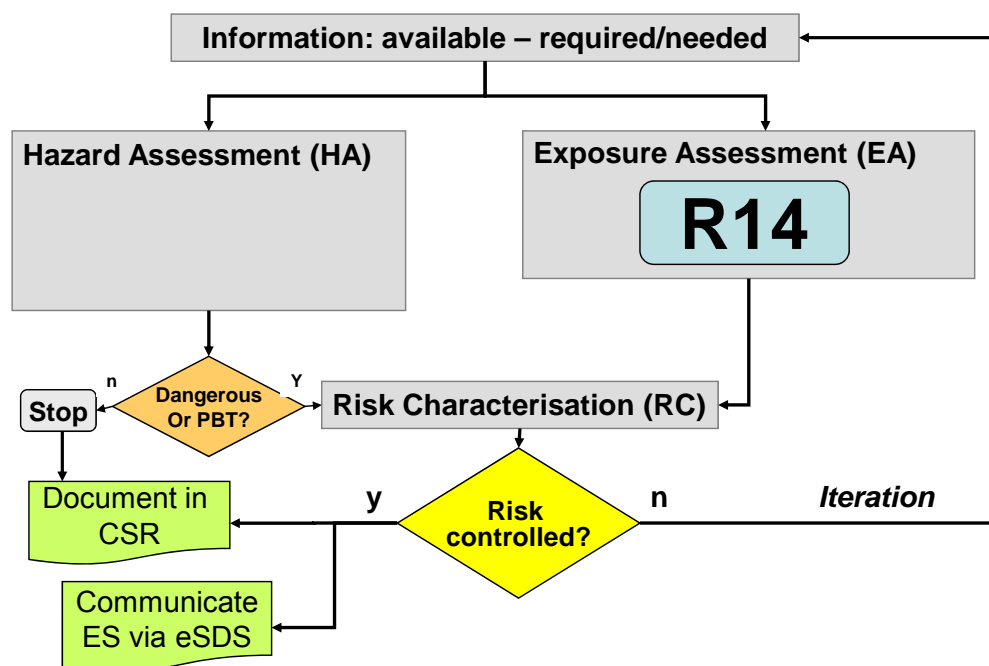 Information: available – required/needed
Hazard Assessment (HA)
Exposure Assessment (EA)
R14
n
Y
Dangerous
Or PBT?
Stop
Risk Characterisation (RC)
Document in
CSR
y
Risk
controlled?
n
Iteration
Communicate
ES via eSDS